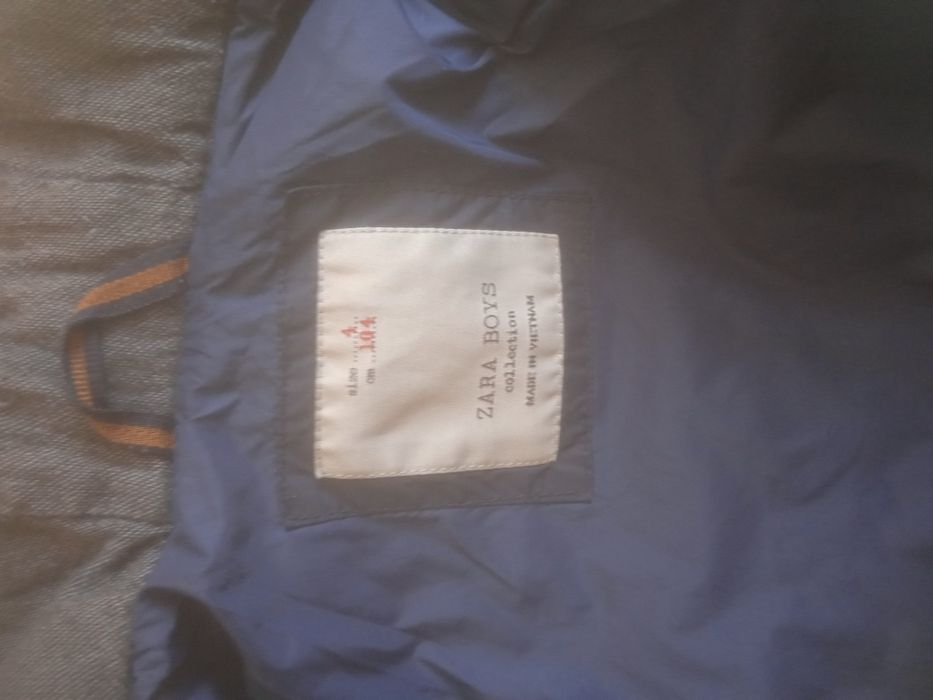 size ....4..
cm ....104
ZARA BOYS
collection
MADE IN VIETNAM